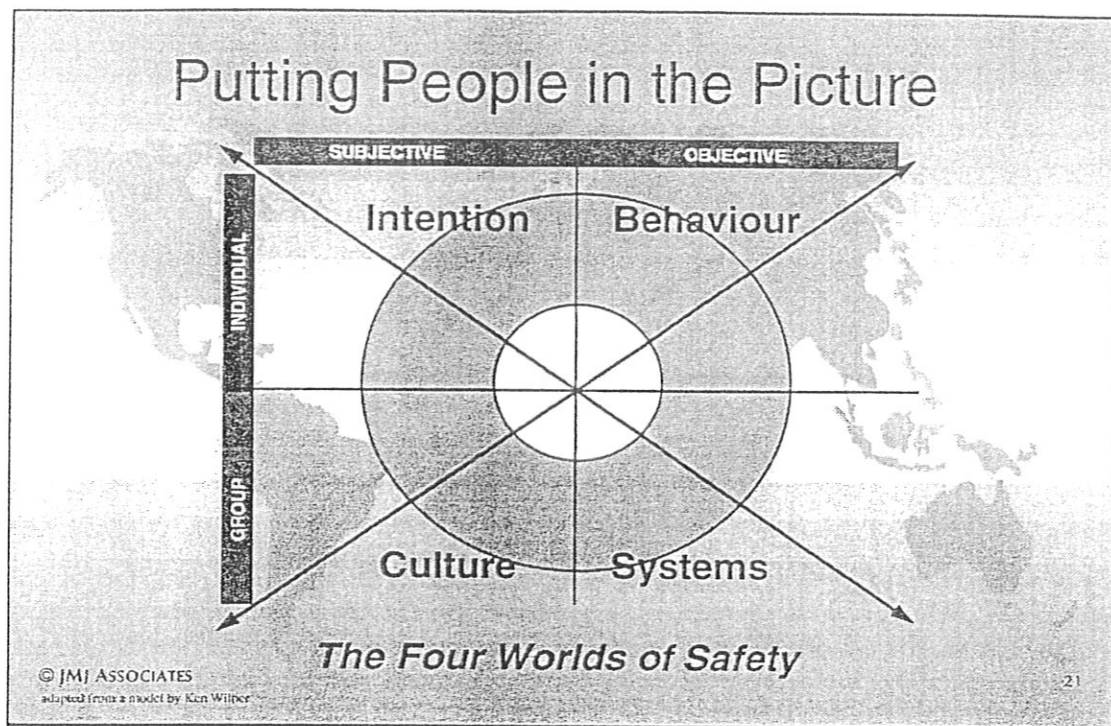 Putting People in the Picture
SUBJECTIVE OBJECTIVE
INDIVIDUAL
Intention Behaviour
GROUP
Culture Systems
The Four Worlds of Safety
© JMJ ASSOCIATES
adapted from a model by Ken Wilber
21